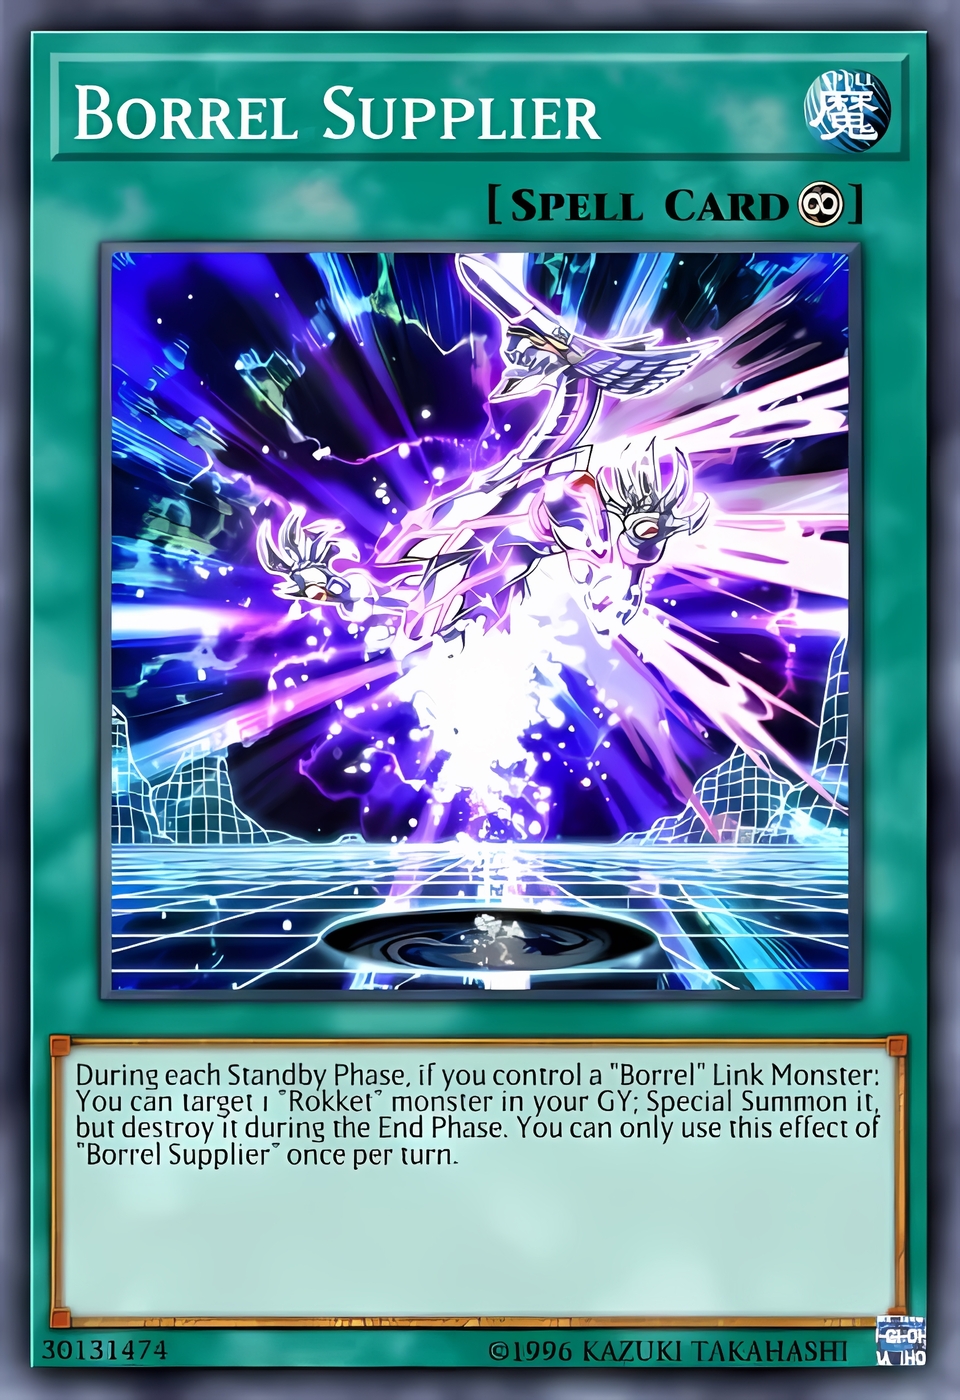 BORREL SUPPLIER
魔
[SPELL CARD]
During each Standby Phase, if you control a "Borrel" Link Monster:
You can target 1 "Rokket" monster in your GY; Special Summon it,
but destroy it during the End Phase. You can only use this effect of
"Borrel Supplier" once per turn.
30131474
©1996 KAZUKI TAKAHASHI